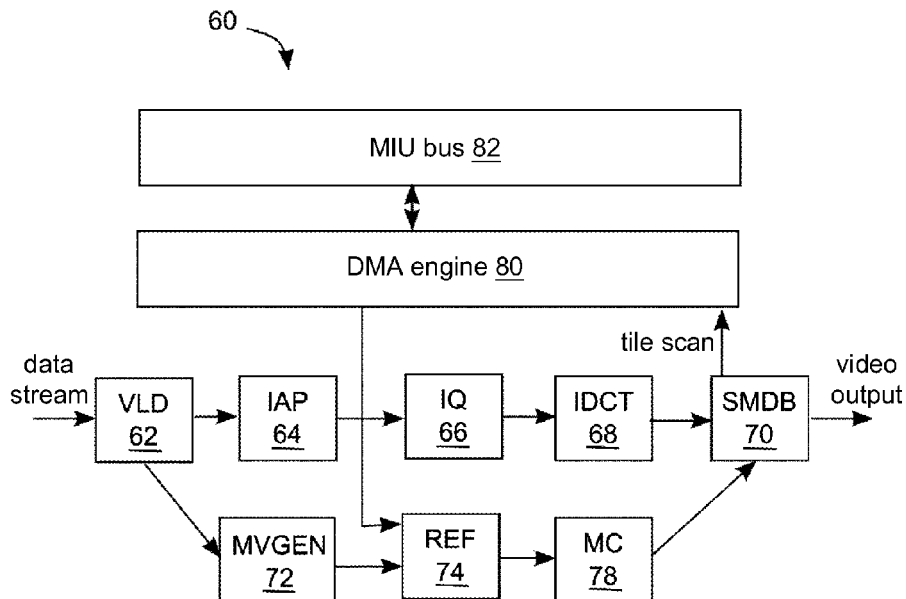 60
MIU bus 82
DMA engine 80
tile scan
data
stream
video
output
VLD
62
IAP
64
IQ
66
IDCT
68
SMDB
70
MVGEN
72
REF
74
MC
78